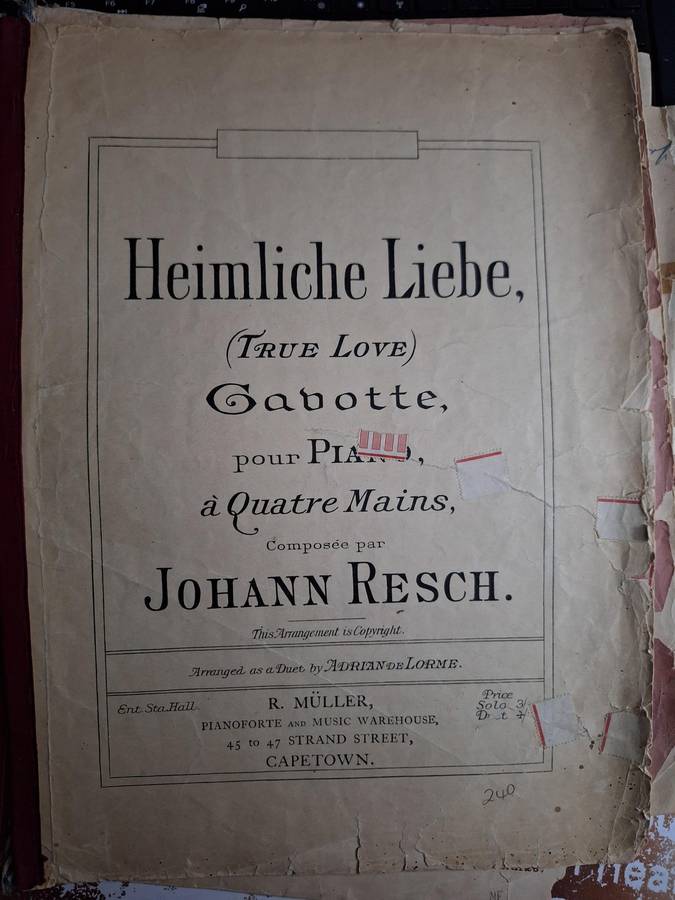 Heimliche Liebe,
(TRUE LOVE)
Gavotte,
pour PIANO,
à Quatre Mains,
Composée par
JOHANN RESCH.
This Arrangement is Copyright.
Arranged as a Duet by ADRIAN DE LORME.
Ent. Sta. Hall.
R. MÜLLER,
PIANOFORTE AND MUSIC WAREHOUSE,
45 to 47 STRAND STREET,
CAPETOWN.
Price
Solo 3/
240